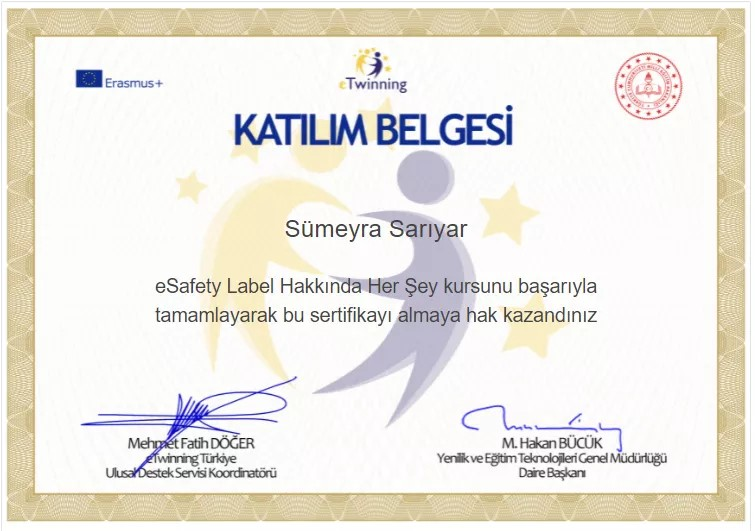 Erasmus+
eTwinning
KATILIM BELGESİ
Sümeyra Sarıyar
eSafety Label Hakkında Her Şey kursunu başarıyla
tamamlayarak bu sertifikayı almaya hak kazandınız
Mehmet Fatih DÖĞER
eTwinning Türkiye
Ulusal Destek Servisi Koordinatörü
M. Hakan BÜCÜK
Yenilik ve Eğitim Teknolojileri Genel Müdürlüğü
Daire Başkanı